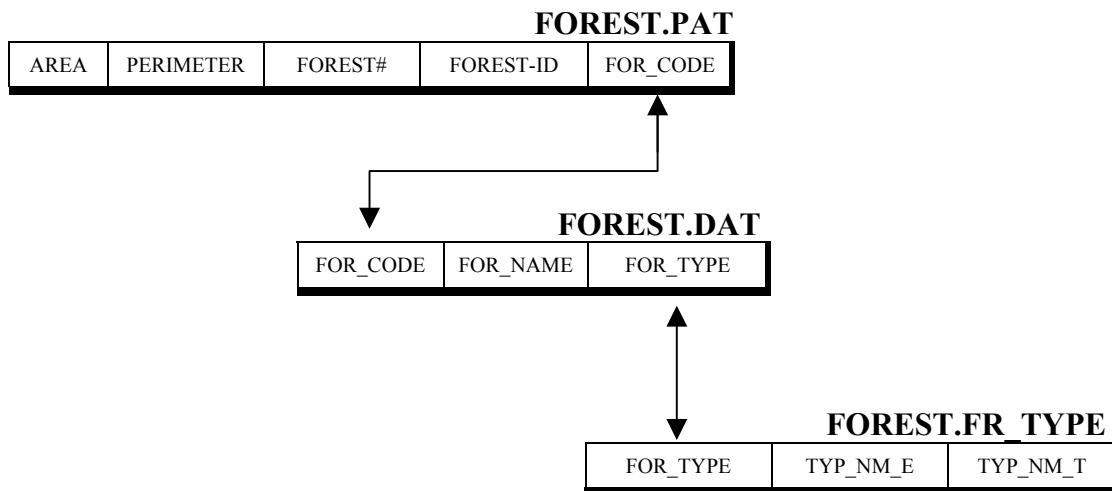 FOREST.PAT
AREA PERIMETER FOREST# FOREST-ID FOR_CODE
FOREST.DAT
FOR_CODE FOR_NAME FOR_TYPE
FOREST.FR_TYPE
FOR_TYPE TYP_NM_E TYP_NM_T